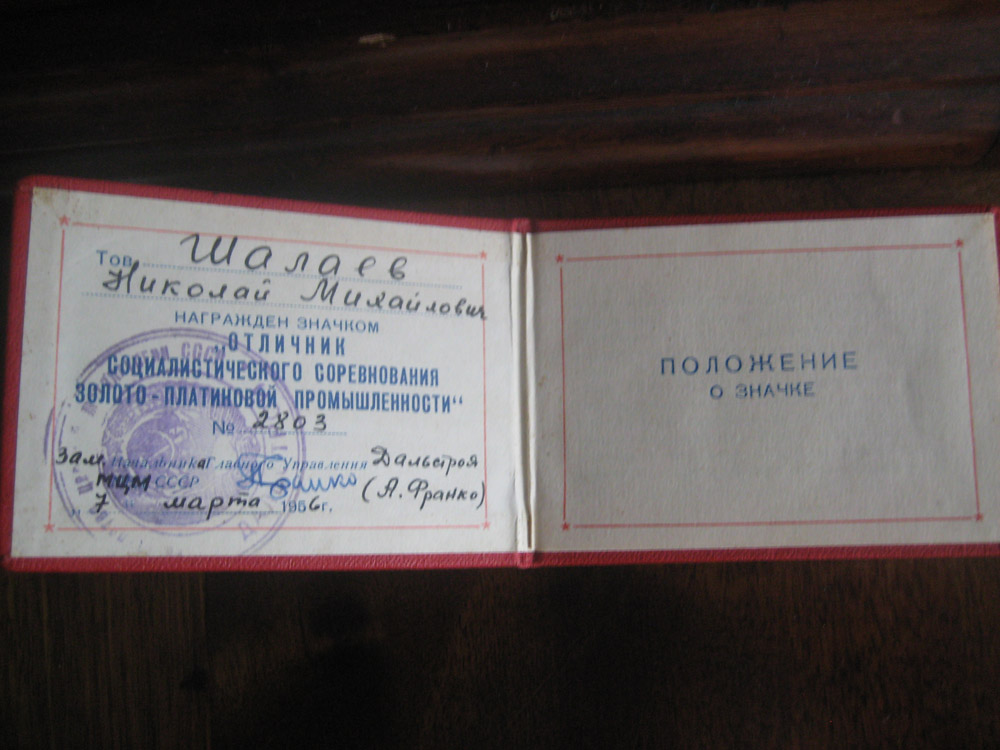 Тов. Шалаев
Николай Михайлович
НАГРАЖДЕН ЗНАЧКОМ
„ОТЛИЧНИК
СОЦИАЛИСТИЧЕСКОГО СОРЕВНОВАНИЯ
ЗОЛОТО-ПЛАТИНОВОЙ ПРОМЫШЛЕННОСТИ“
№ 2803
Зам. Начальника Главного Управления Дальстроя
МЦМ СССР (А. Франко)
„7“ марта 1956г.
ПОЛОЖЕНИЕ
О ЗНАЧКЕ